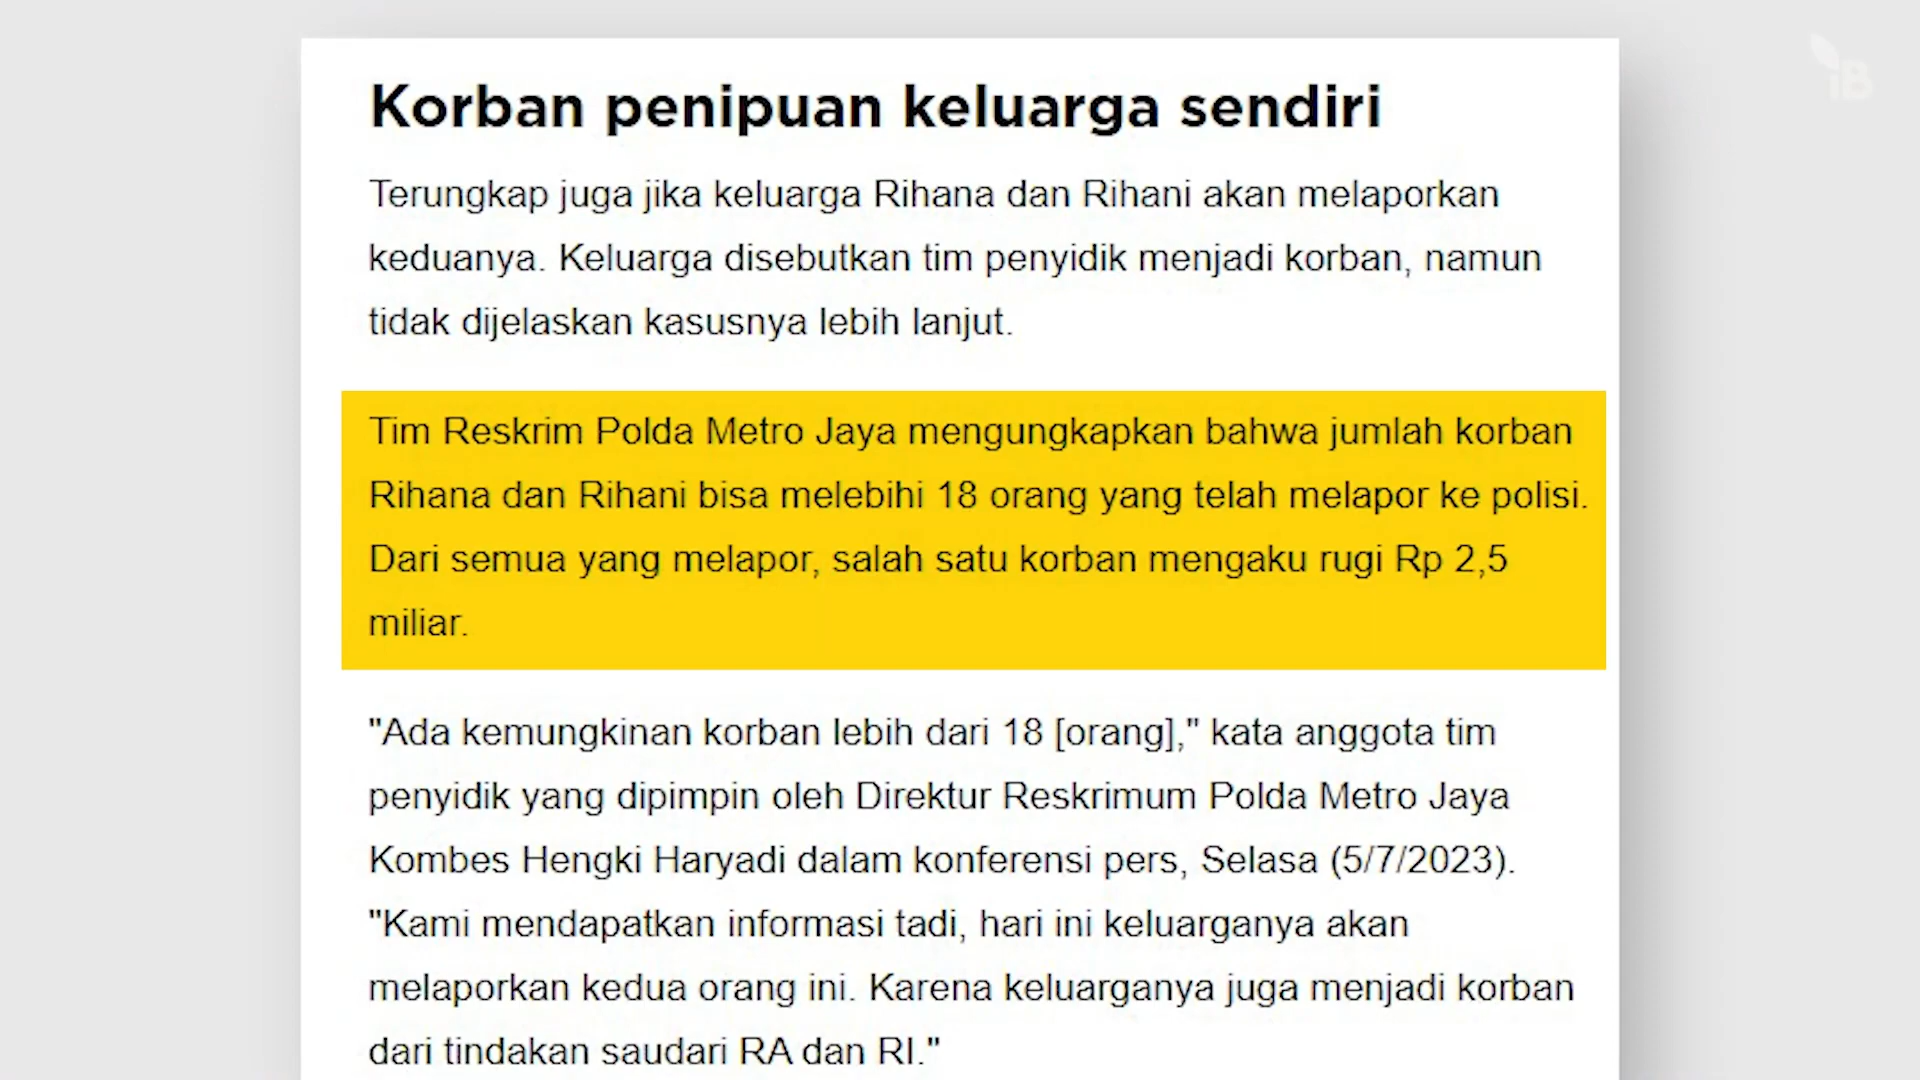 Korban penipuan keluarga sendiri
Terungkap juga jika keluarga Rihana dan Rihani akan melaporkan
keduanya. Keluarga disebutkan tim penyidik menjadi korban, namun
tidak dijelaskan kasusnya lebih lanjut.
Tim Reskrim Polda Metro Jaya mengungkapkan bahwa jumlah korban
Rihana dan Rihani bisa melebihi 18 orang yang telah melapor ke polisi.
Dari semua yang melapor, salah satu korban mengaku rugi Rp 2,5
miliar.
"Ada kemungkinan korban lebih dari 18 [orang]," kata anggota tim
penyidik yang dipimpin oleh Direktur Reskrimum Polda Metro Jaya
Kombes Hengki Haryadi dalam konferensi pers, Selasa (5/7/2023).
"Kami mendapatkan informasi tadi, hari ini keluarganya akan
melaporkan kedua orang ini. Karena keluarganya juga menjadi korban
dari tindakan saudari RA dan RI."
iB